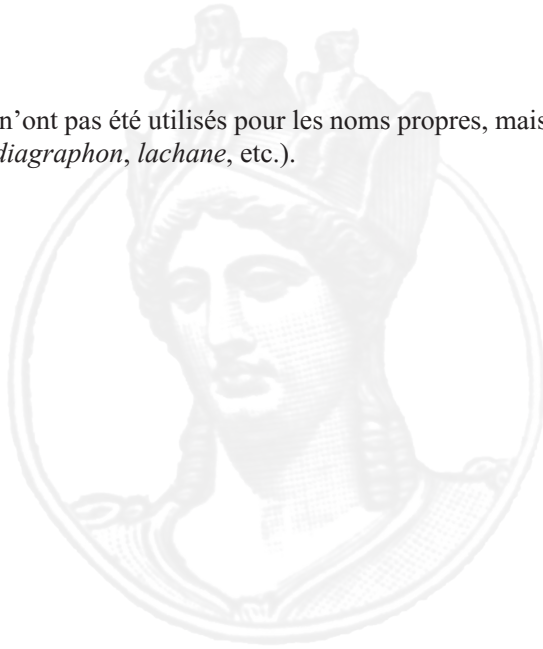 n’ont pas été utilisés pour les noms propres, mais
diagraphon, lachane, etc.).